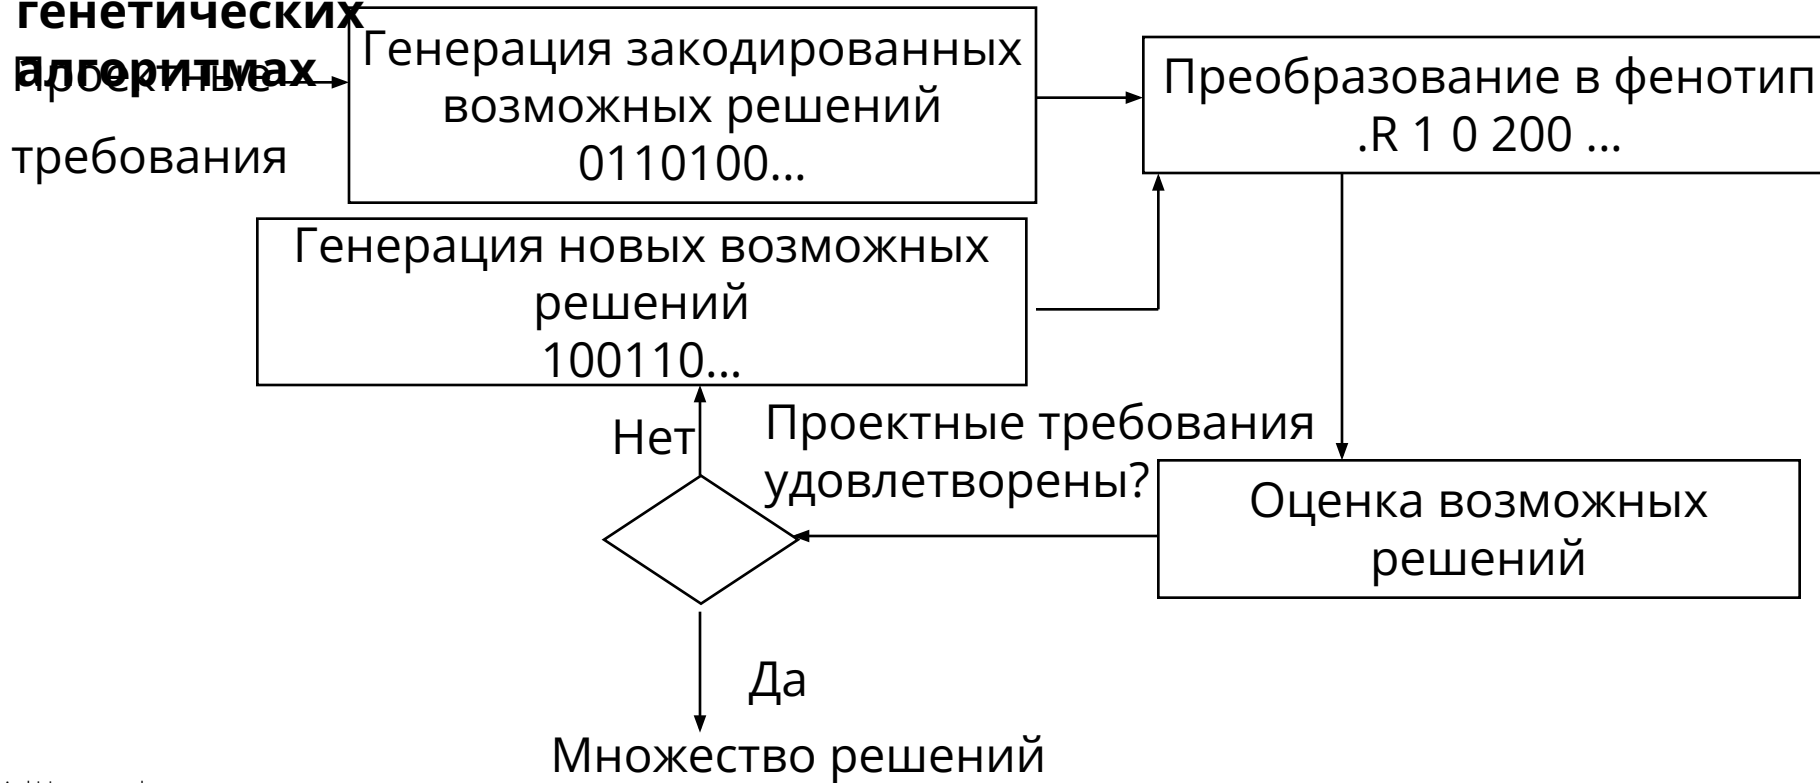 генетических
алгоритмах
Проектные
требования
Генерация закодированных
возможных решений
0110100...
Преобразование в фенотип
.R 1 0 200 ...
Генерация новых возможных
решений
100110...
Нет
Проектные требования
удовлетворены?
Оценка возможных
решений
Да
Множество решений